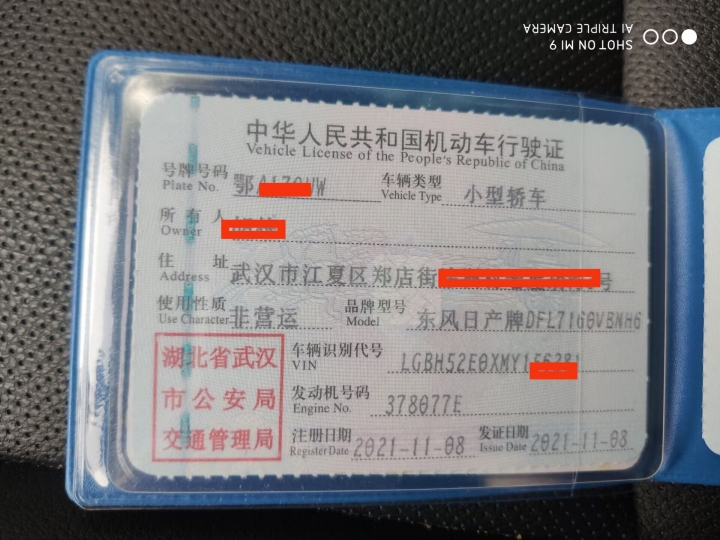 SHOT ON MI 9
AI TRIPLE CAMERA
中华人民共和国机动车行驶证
Vehicle License of the People's Republic of China
号牌号码 鄂A 车辆类型 小型轿车
Plate No. Vehicle Type
所有人
Owner
住址 武汉市江夏区郑店街 号
Address
使用性质 非营运 品牌型号 东风日产牌DFL7160VBNH6
Use Character Model
湖北省武汉
市公安局
交通管理局
车辆识别代号 LGBH52E0XMY1
VIN
发动机号码 378077E
Engine No.
注册日期 2021-11-08 发证日期 2021-11-08
Register Date Issue Date